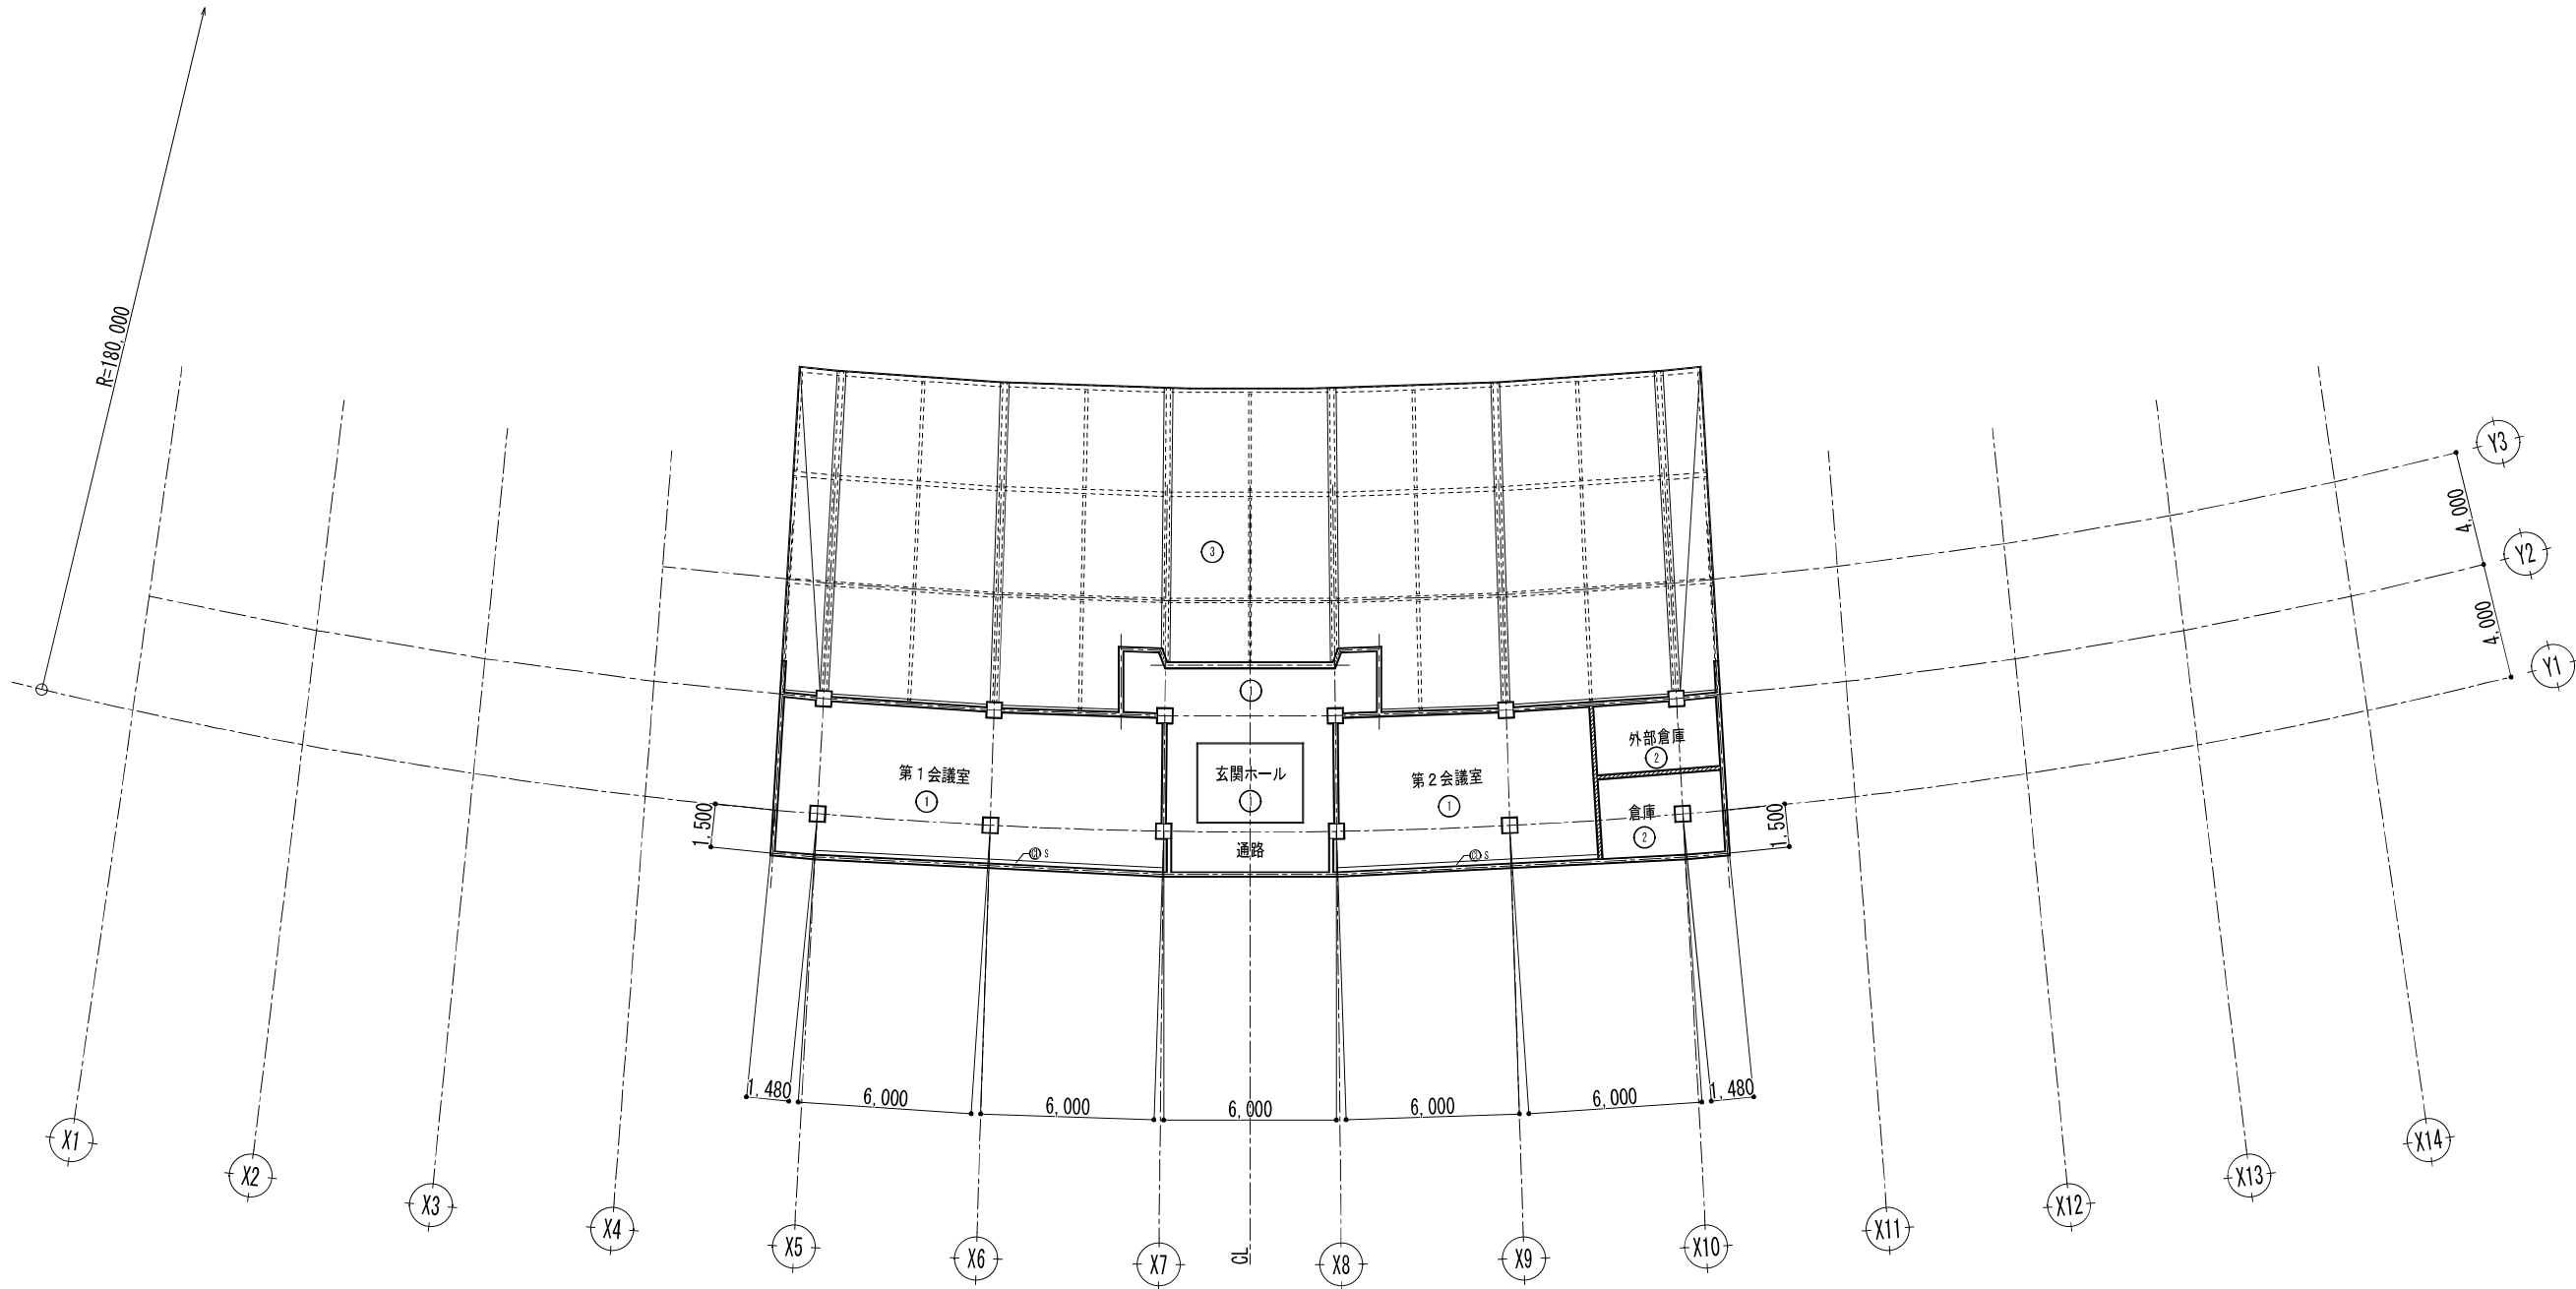 R=180,000
Y3
4,000
Y2
4,000
Y1
3
1
外部倉庫
2
第1会議室
1
玄関ホール
1
第2会議室
1
倉庫
2
1,500
1,500
通路
S
S
1,480
6,000
6,000
6,000
6,000
6,000
1,480
X1
X2
X3
X4
X5
X6
X7
CL
X8
X9
X10
X11
X12
X13
X14